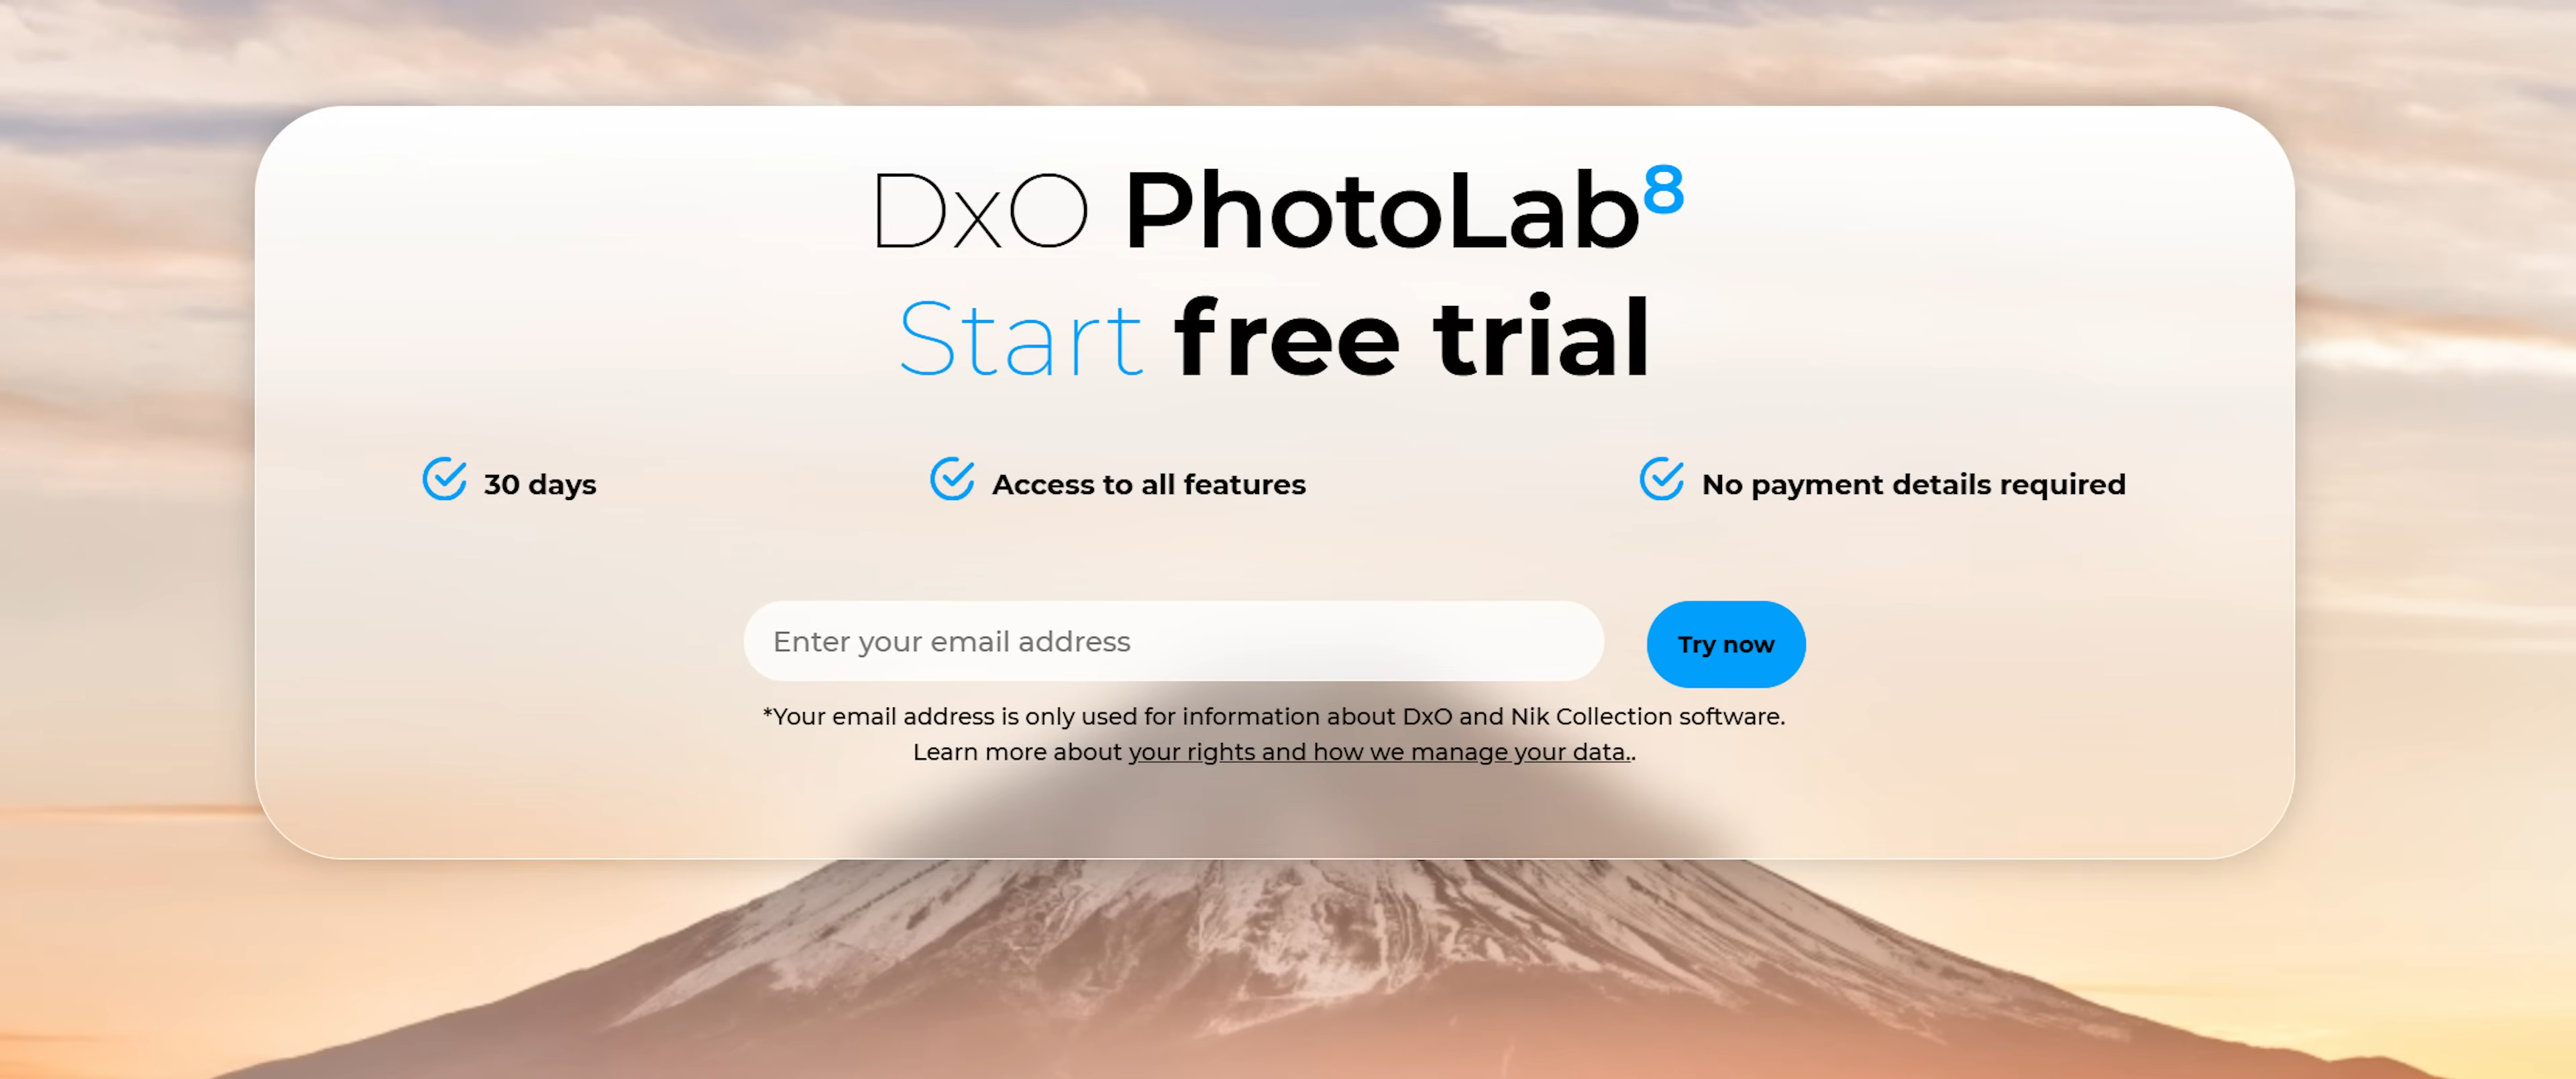 DxO PhotoLab8
Start free trial
30 days
Access to all features
No payment details required
Enter your email address
Try now
*Your email address is only used for information about DxO and Nik Collection software.
Learn more about your rights and how we manage your data..